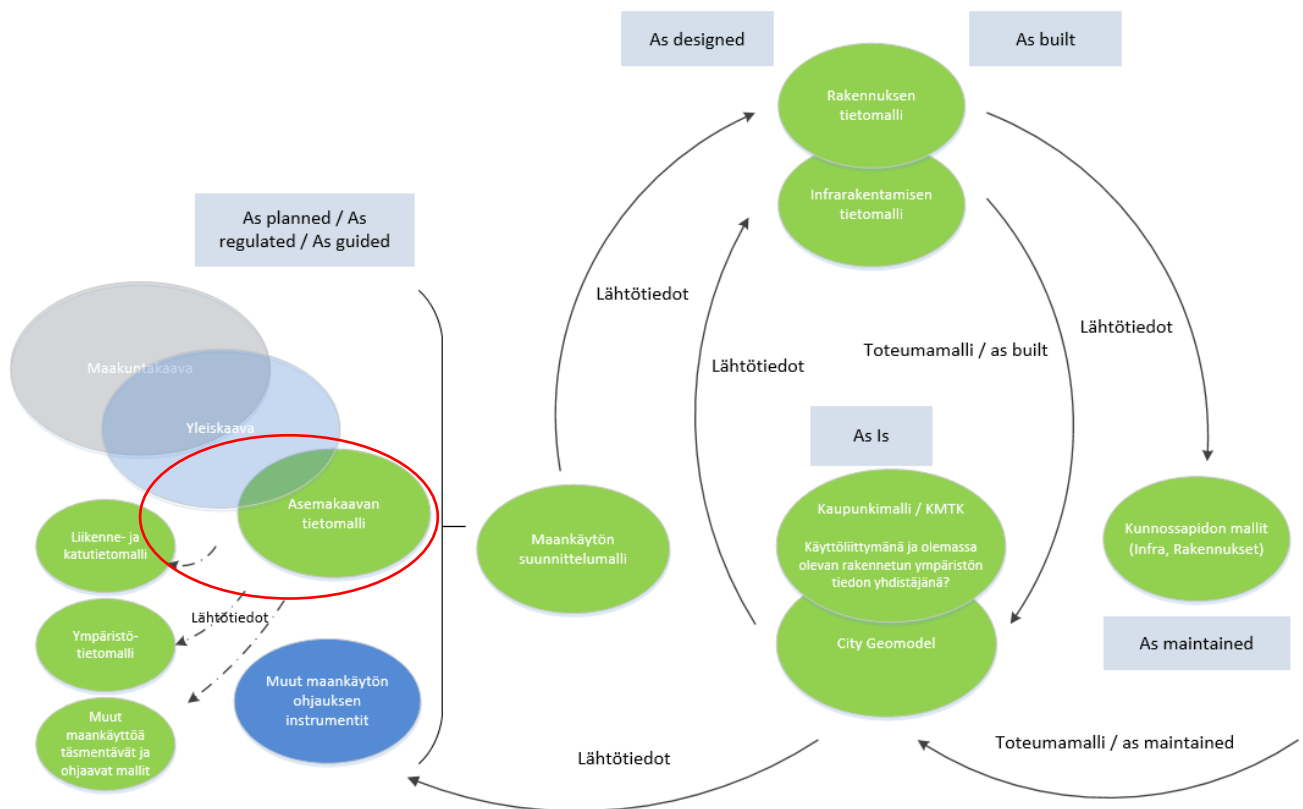 As designed
As built
Rakennuksen
tietomalli
Infrarakentamisen
tietomalli
As planned / As
regulated / As guided
Lähtötiedot
Lähtötiedot
Toteumamalli / as built
Lähtötiedot
Maakuntakaava
Yleiskaava
As Is
Asemakaavan
tietomalli
Liikenne- ja
katutietomalli
Maankäytön
suunnittelumalli
Kaupunkimalli / KMTK
Käyttöliittymänä ja olemassa
olevan rakennetun ympäristön
tiedon yhdistäjänä?
Kunnossapidon mallit
(Infra, Rakennukset)
Lähtötiedot
Ympäristö-
tietomalli
City Geomodel
As maintained
Muut maankäytön
ohjauksen
instrumentit
Muut
maankäyttöä
täsmentävät ja
ohjaavat mallit
Lähtötiedot
Toteumamalli / as maintained